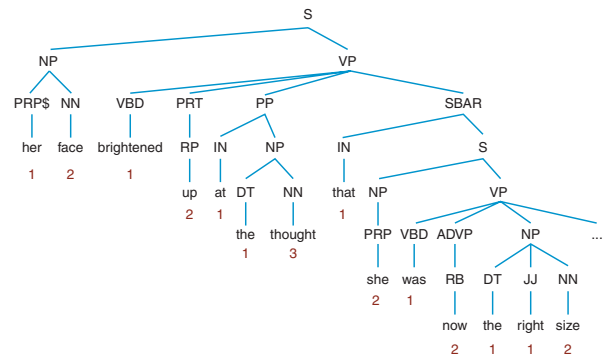 S
NP VP
PRP$ NN VBD PRT PP SBAR
her face brightened RP IN NP IN S
1 2 1
up at DT NN that NP VP
2 1 1
the thought PRP VBD ADVP NP ...
1 3
she was RB DT JJ NN
2 1
now the right size
2 1 1 2